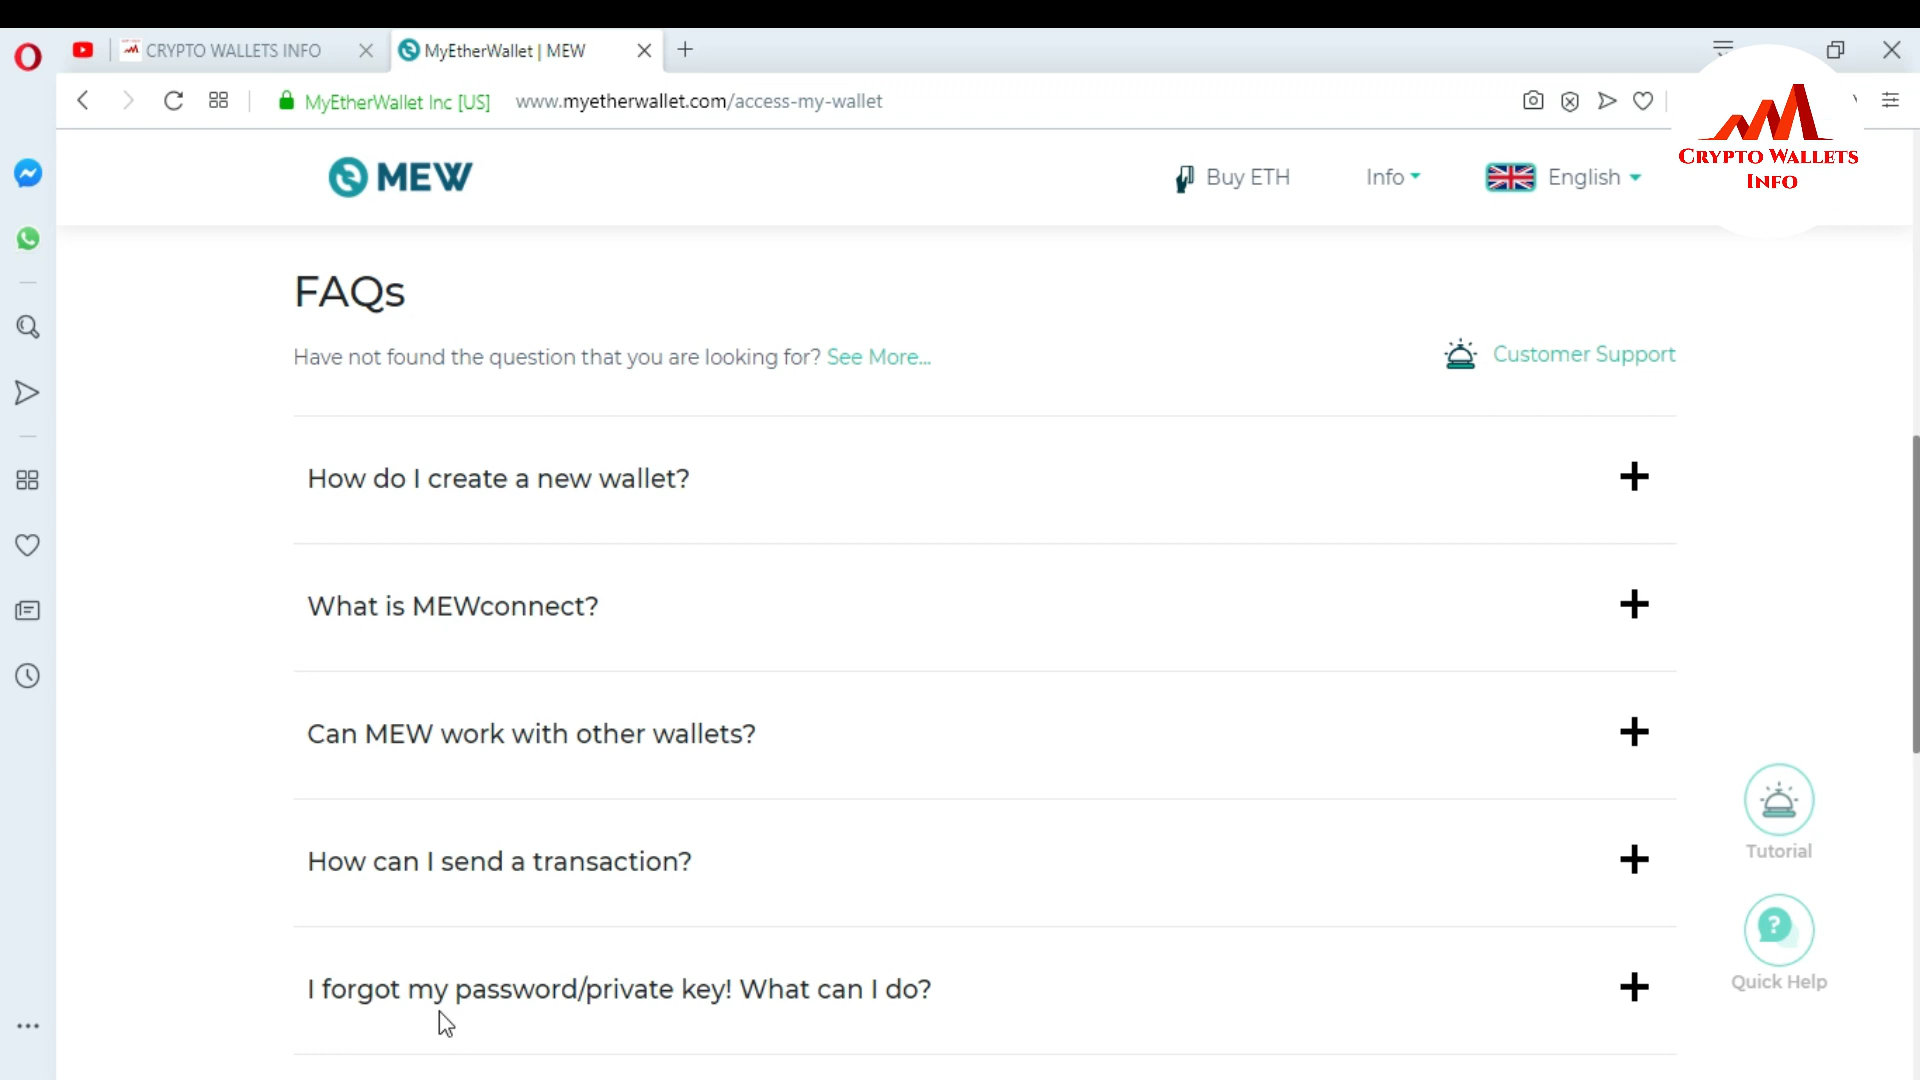 CRYPTO WALLETS INFO
MyEtherWallet | MEW
MyEtherWallet Inc [US] www.myetherwallet.com/access-my-wallet
MEW
Buy ETH
Info
English
CRYPTO WALLETS
INFO
FAQs
Have not found the question that you are looking for? See More...
Customer Support
How do I create a new wallet?
What is MEWconnect?
Can MEW work with other wallets?
How can I send a transaction?
Tutorial
I forgot my password/private key! What can I do?
Quick Help